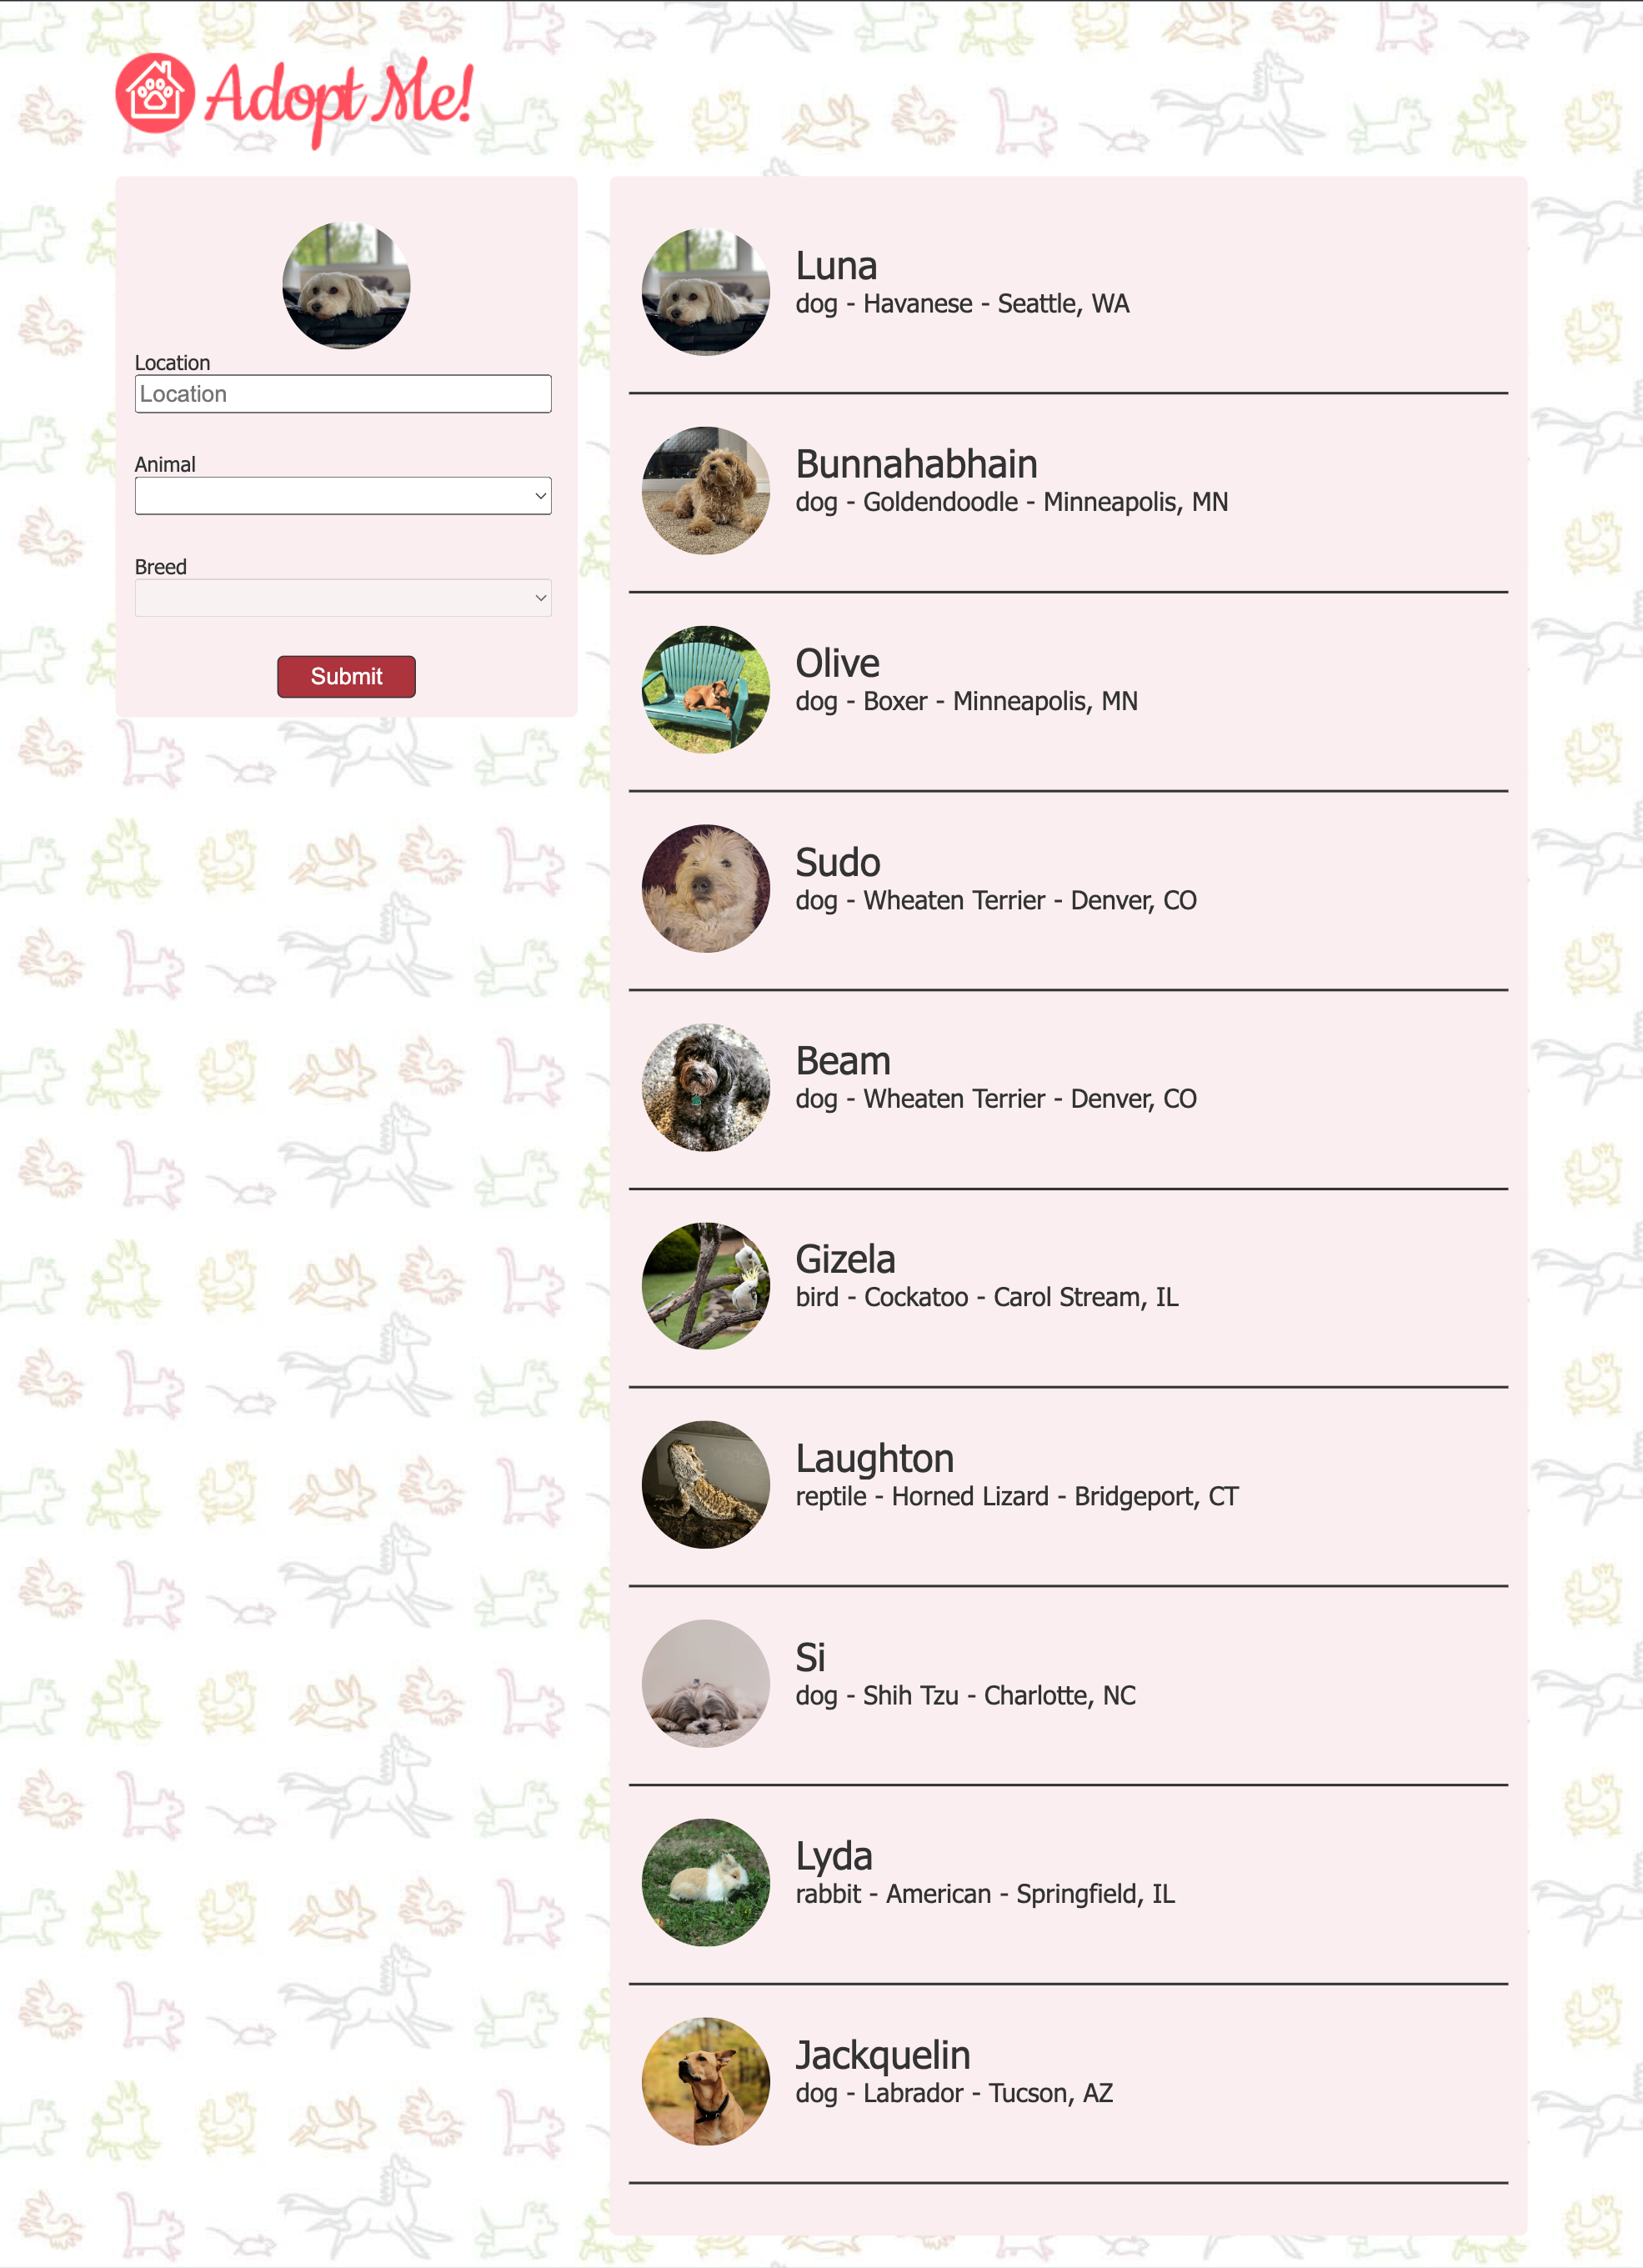 Adopt Me!
Location
Location
Animal
Breed
Submit
Luna
dog - Havanese - Seattle, WA
Bunnahabhain
dog - Goldendoodle - Minneapolis, MN
Olive
dog - Boxer - Minneapolis, MN
Sudo
dog - Wheaten Terrier - Denver, CO
Beam
dog - Wheaten Terrier - Denver, CO
Gizela
bird - Cockatoo - Carol Stream, IL
Laughton
reptile - Horned Lizard - Bridgeport, CT
Si
dog - Shih Tzu - Charlotte, NC
Lyda
rabbit - American - Springfield, IL
Jackquelin
dog - Labrador - Tucson, AZ